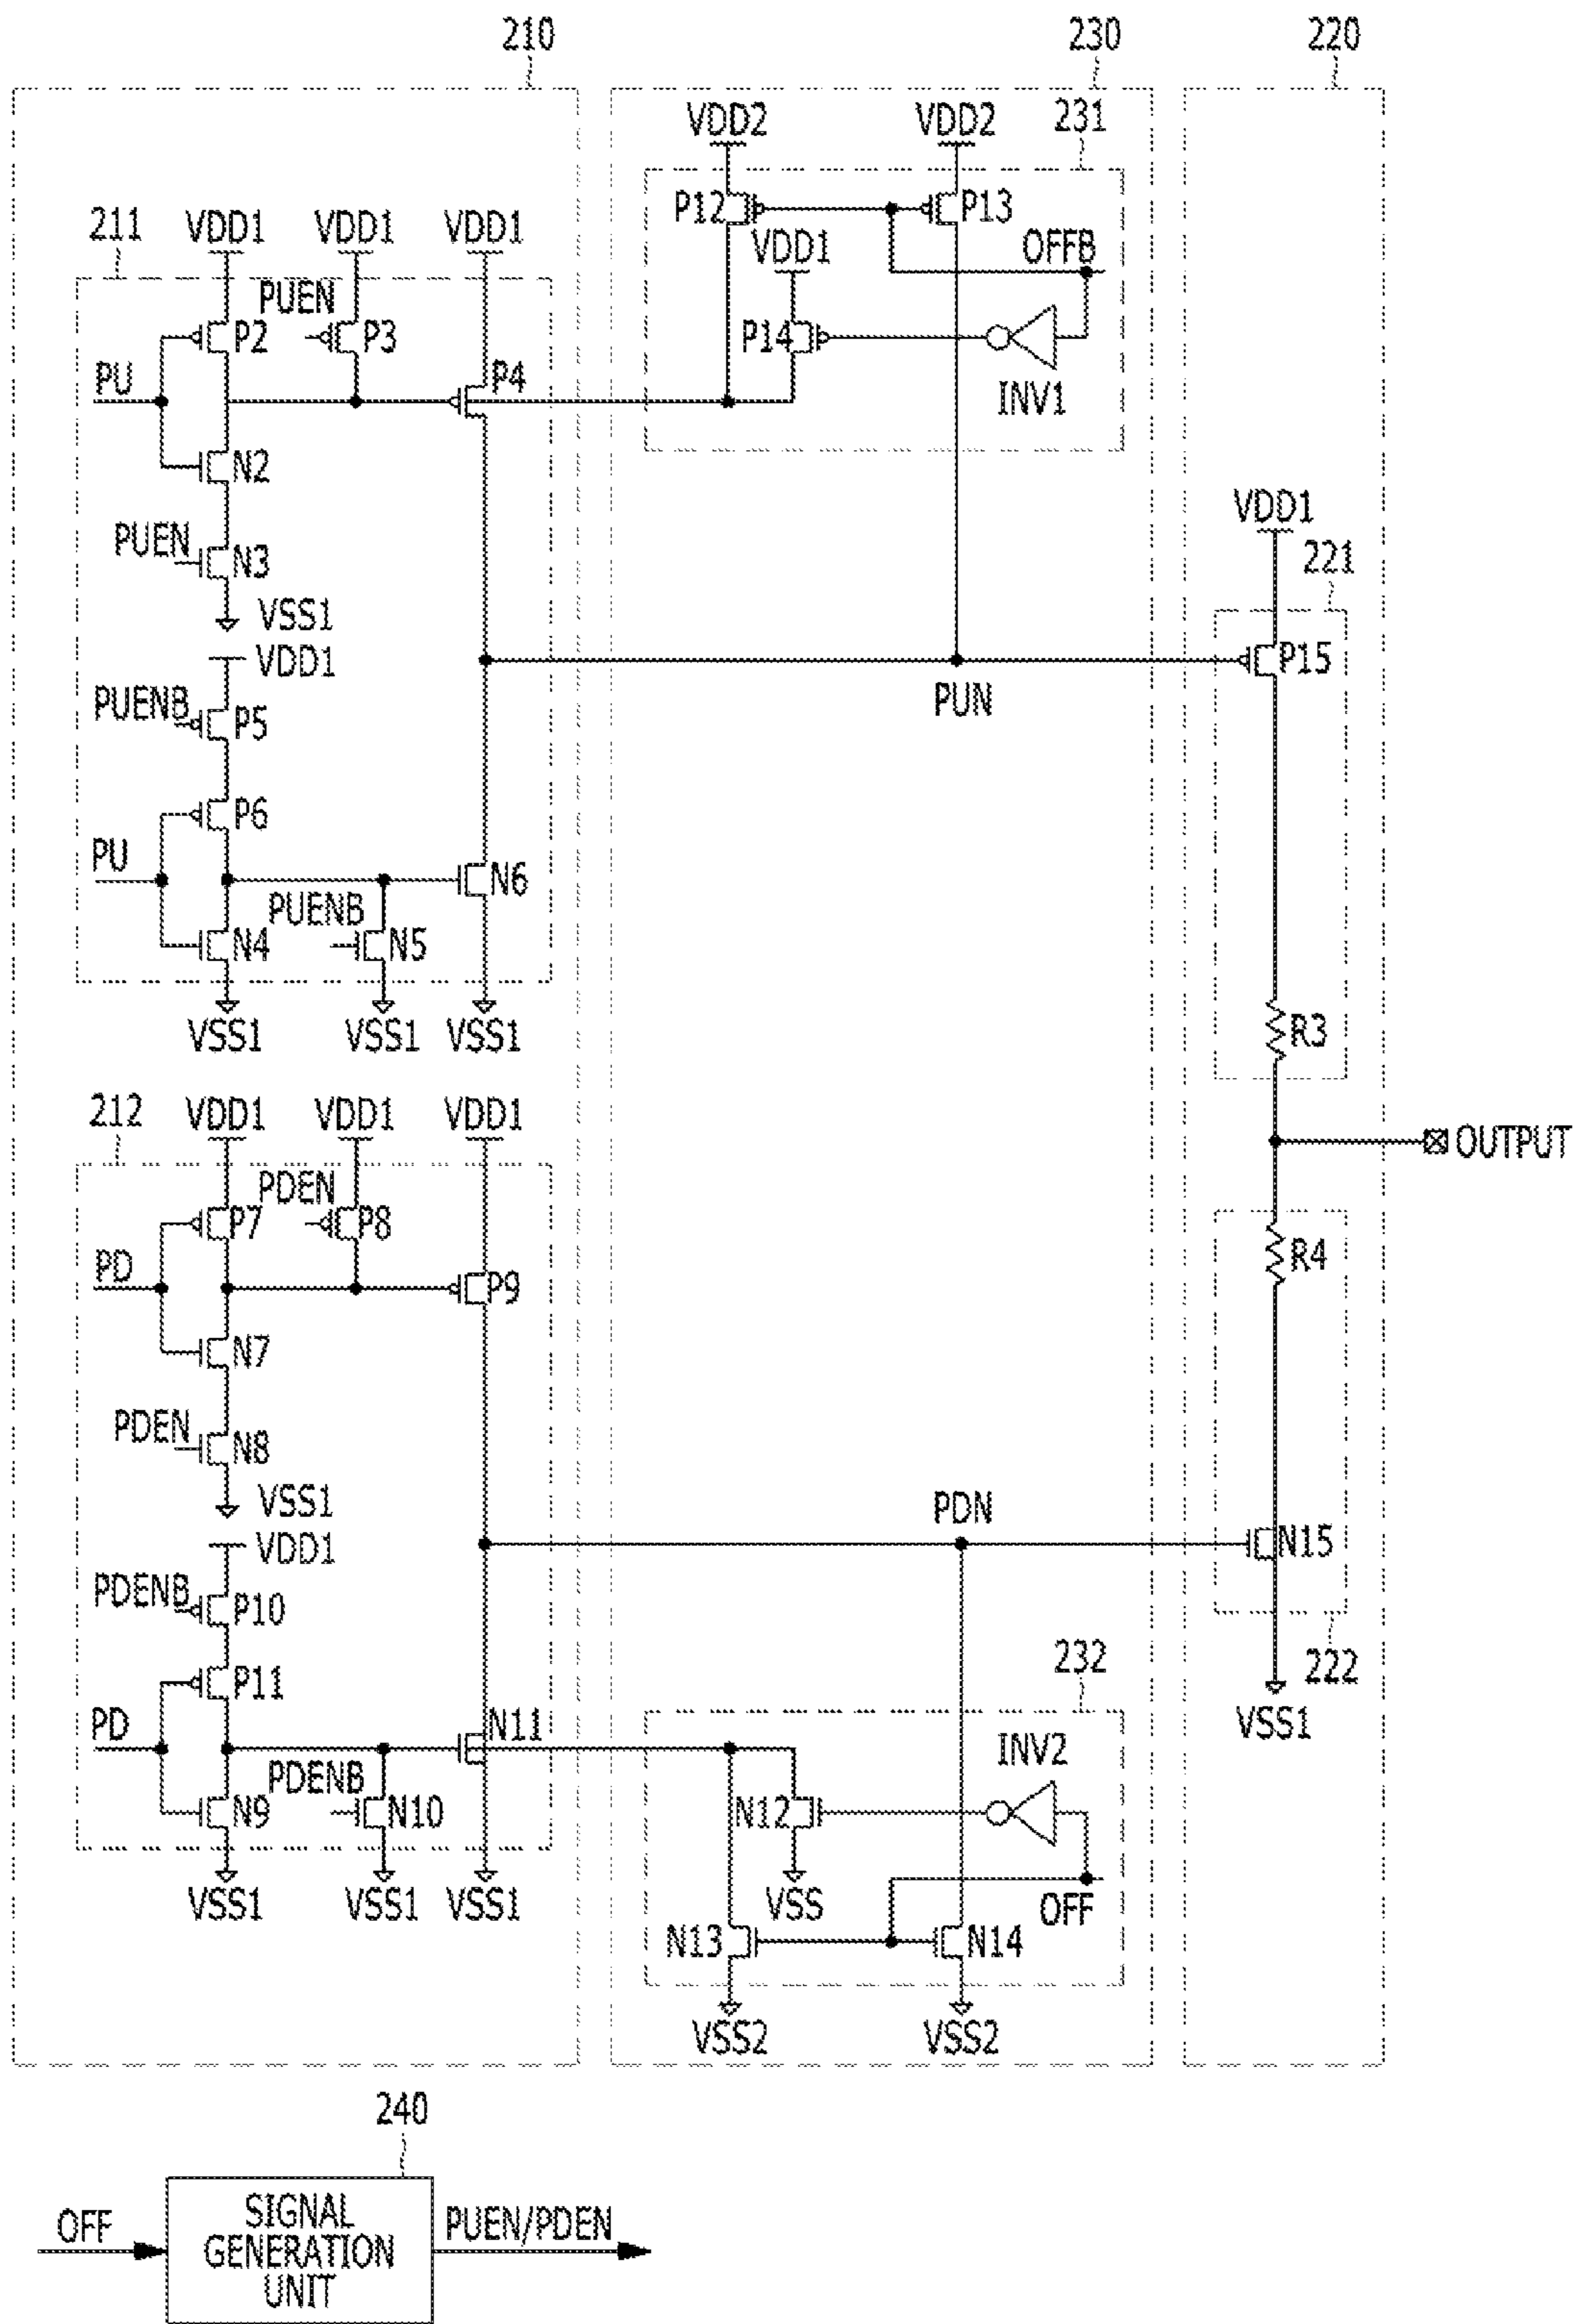 210
230
220
VDD2
VDD2
231
P12
P13
211
VDD1
VDD1
VDD1
VDD1
OFFB
PUEN
P2
P3
P14
PU
P4
INV1
N2
VDD1
PUEN
N3
221
VSS1
VDD1
P15
PUENB
P5
PUN
P6
PU
N6
PUENB
N4
N5
R3
VSS1
VSS1
VSS1
212
VDD1
VDD1
VDD1
OUTPUT
PDEN
P7
P8
R4
PD
P9
N7
PDEN
N8
VSS1
PDN
VDD1
N15
PDENB
P10
232
222
P11
PD
N11
INV2
VSS1
PDENB
N9
N10
N12
VSS1
VSS1
VSS1
VSS
OFF
N13
N14
VSS2
VSS2
240
OFF
SIGNAL
GENERATION
UNIT
PUEN/PDEN